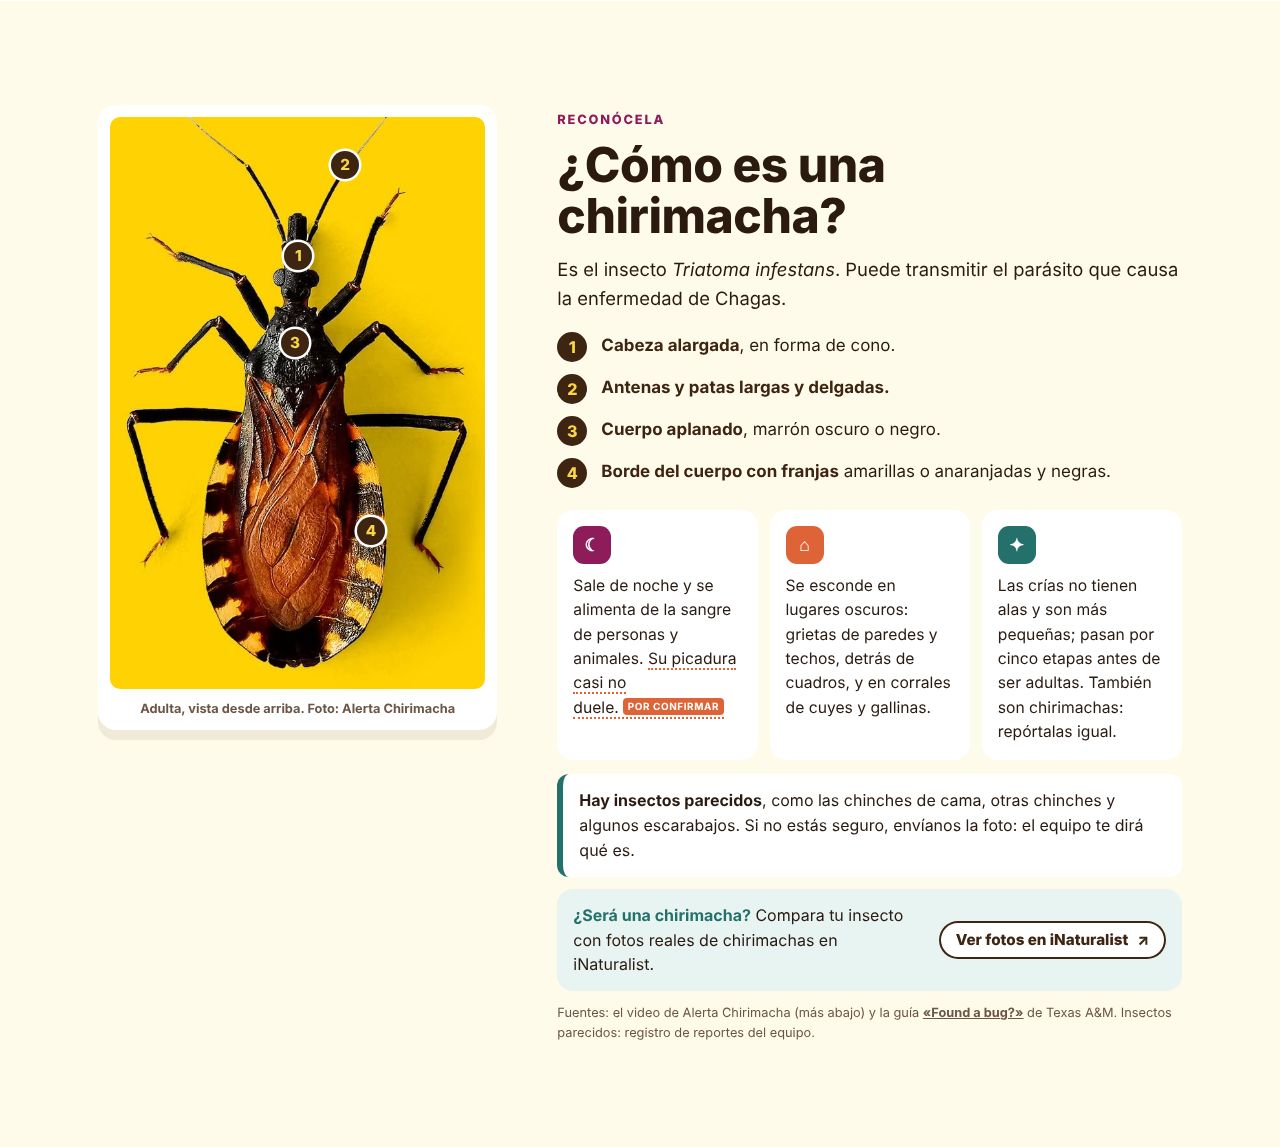 2
1
3
4
Adulta, vista desde arriba. Foto: Alerta Chirimacha
RECONÓCELA
¿Cómo es una
chirimacha?
Es el insecto Triatoma infestans. Puede transmitir el parásito que causa
la enfermedad de Chagas.
1 Cabeza alargada, en forma de cono.
2 Antenas y patas largas y delgadas.
3 Cuerpo aplanado, marrón oscuro o negro.
4 Borde del cuerpo con franjas amarillas o anaranjadas y negras.
Sale de noche y se
alimenta de la sangre
de personas y
animales. Su picadura
casi no
duele. POR CONFIRMAR
Se esconde en
lugares oscuros:
grietas de paredes y
techos, detrás de
cuadros, y en corrales
de cuyes y gallinas.
Las crías no tienen
alas y son más
pequeñas; pasan por
cinco etapas antes de
ser adultas. También
son chirimachas:
repórtalas igual.
Hay insectos parecidos, como las chinches de cama, otras chinches y
algunos escarabajos. Si no estás seguro, envíanos la foto: el equipo te dirá
qué es.
¿Será una chirimacha? Compara tu insecto
con fotos reales de chirimachas en
iNaturalist.
Ver fotos en iNaturalist ↗
Fuentes: el video de Alerta Chirimacha (más abajo) y la guía «Found a bug?» de Texas A&M. Insectos
parecidos: registro de reportes del equipo.